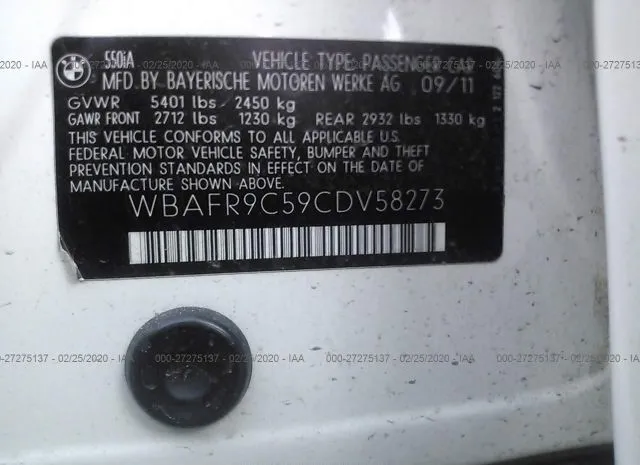 550iA
VEHICLE TYPE: PASSENGER CAR
MFD. BY BAYERISCHE MOTOREN WERKE AG 09/11
GVWR 5401 lbs - 2450 kg
GAWR FRONT 2712 lbs 1230 kg REAR 2932 lbs 1330 kg
THIS VEHICLE CONFORMS TO ALL APPLICABLE U.S.
FEDERAL MOTOR VEHICLE SAFETY, BUMPER AND THEFT
PREVENTION STANDARDS IN EFFECT ON THE DATE OF
MANUFACTURE SHOWN ABOVE.
WBAFR9C59CDV58273
000-27275137 - 02/25/2020 - IAA